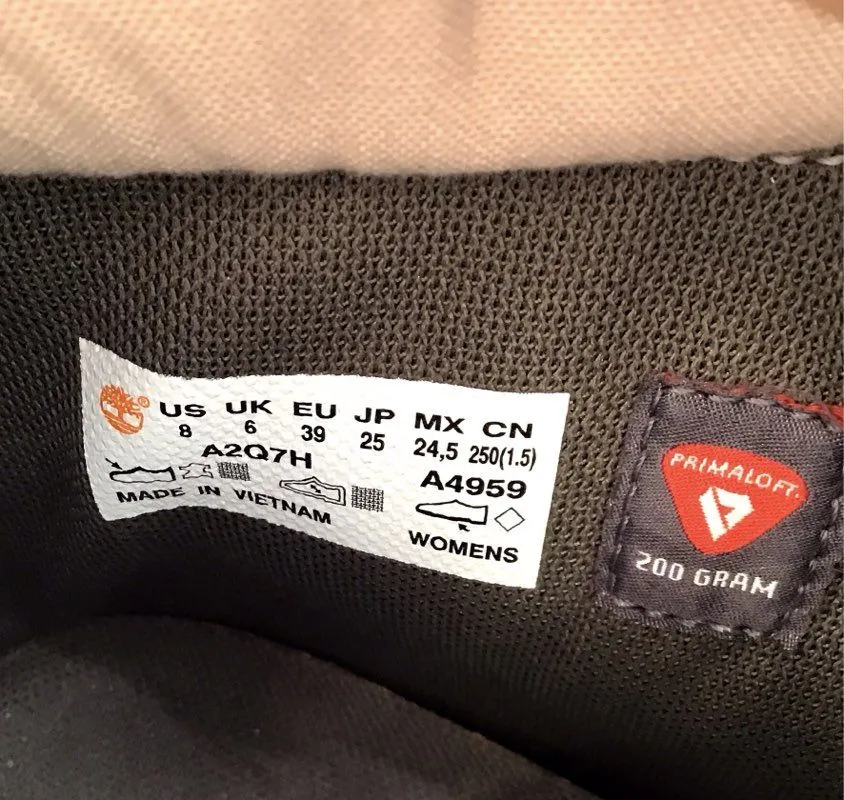 US UK EU JP MX CN
8 6 39 25 24,5 250(1.5)
A2Q7H A4959
MADE IN VIETNAM
WOMENS
PRIMALOFT.
200 GRAM